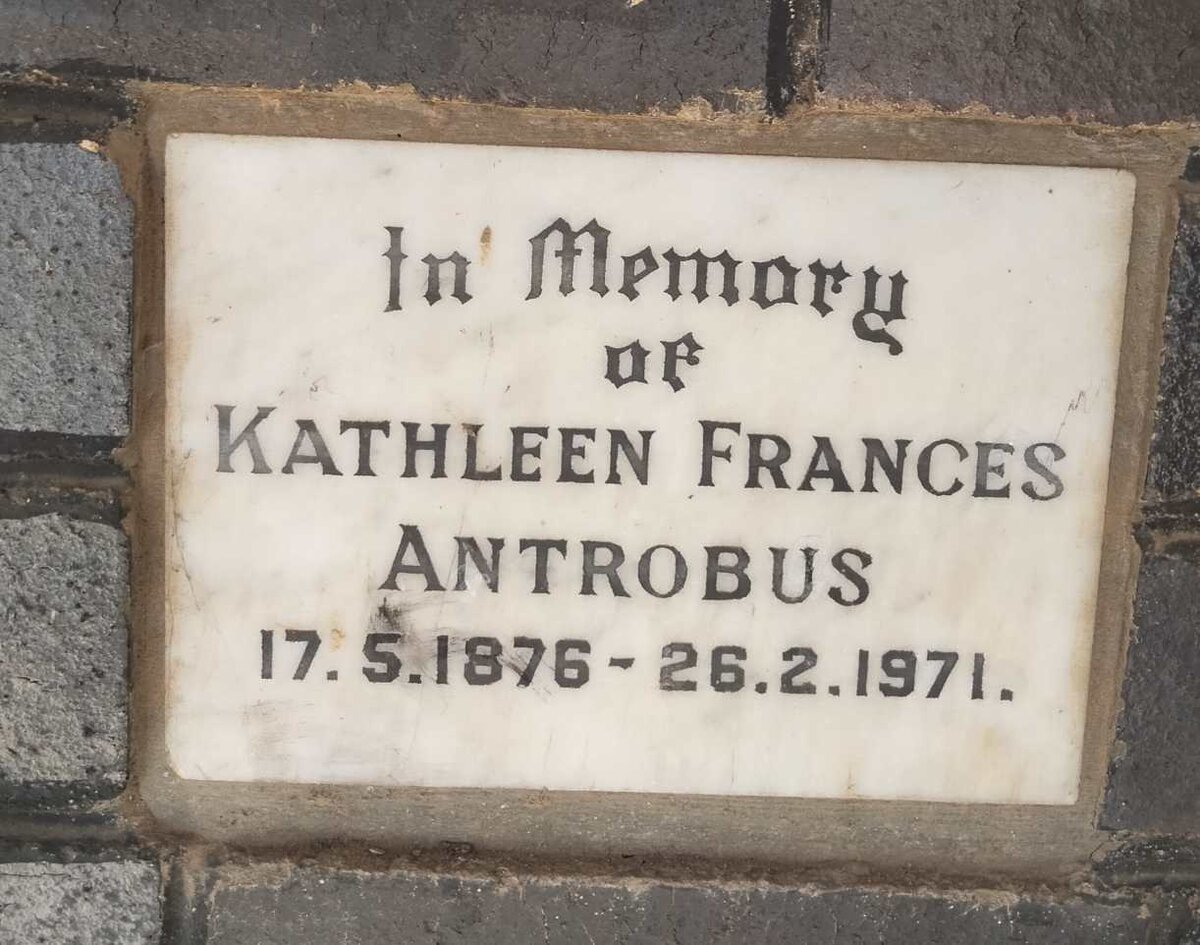 In Memory
of
KATHLEEN FRANCES
ANTROBUS
17.5.1876 - 26.2.1971.